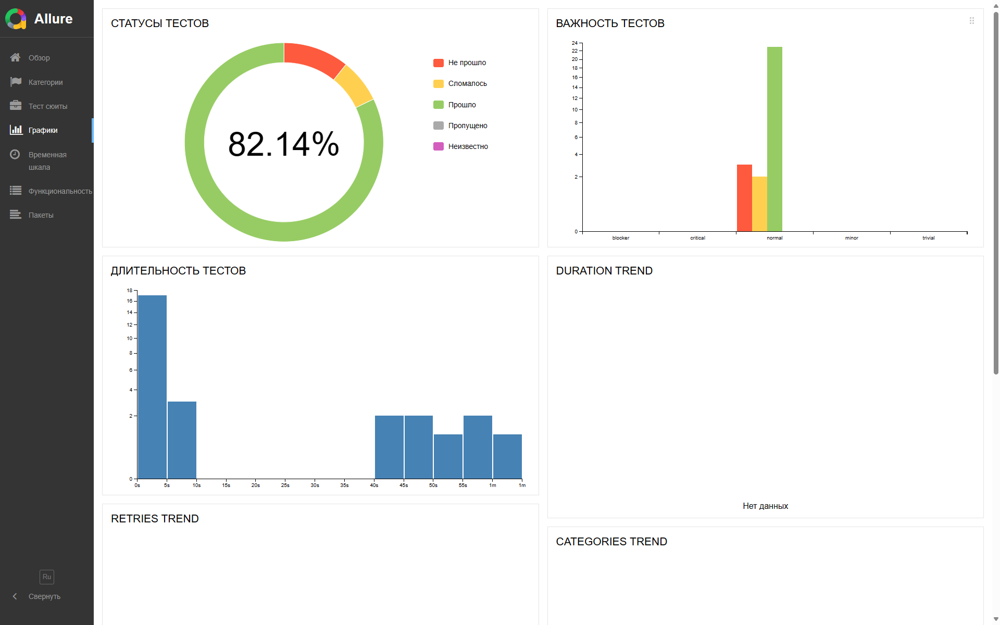 Allure
Обзор
Категории
Тест сюиты
Графики
Временная
шкала
Функциональность
Пакеты
Ru
Свернуть
СТАТУСЫ ТЕСТОВ
82.14%
Не прошло
Сломалось
Прошло
Пропущено
Неизвестно
ВАЖНОСТЬ ТЕСТОВ
24
22
20
18
16
14
12
10
8
6
4
2
0
blocker critical normal minor trivial
ДЛИТЕЛЬНОСТЬ ТЕСТОВ
18
16
14
12
10
8
6
4
2
0
0s 5s 10s 15s 20s 25s 30s 35s 40s 45s 50s 55s 1m 1m
DURATION TREND
Нет данных
RETRIES TREND
CATEGORIES TREND